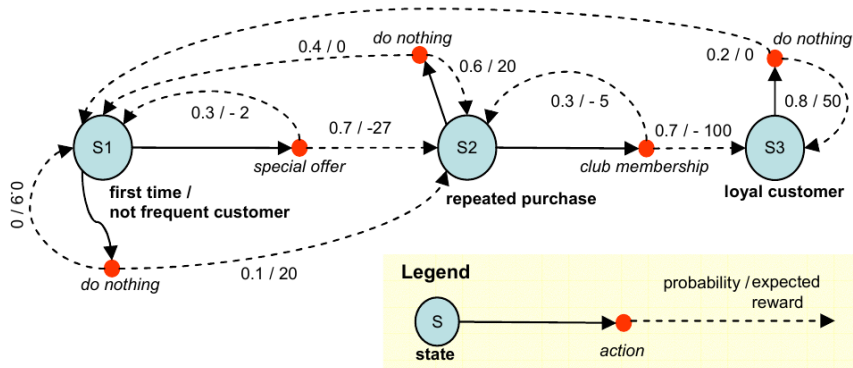 do nothing
do nothing
0.4 / 0
0.6 / 20
0.2 / 0
0.3 / - 2
0.3 / - 5
0.8 / 50
S1
0.7 / -27
S2
0.7 / - 100
S3
special offer
club membership
first time /
not frequent customer
repeated purchase
loyal customer
0.9 / 0
do nothing
0.1 / 20
Legend
S
state
action
probability / expected
reward